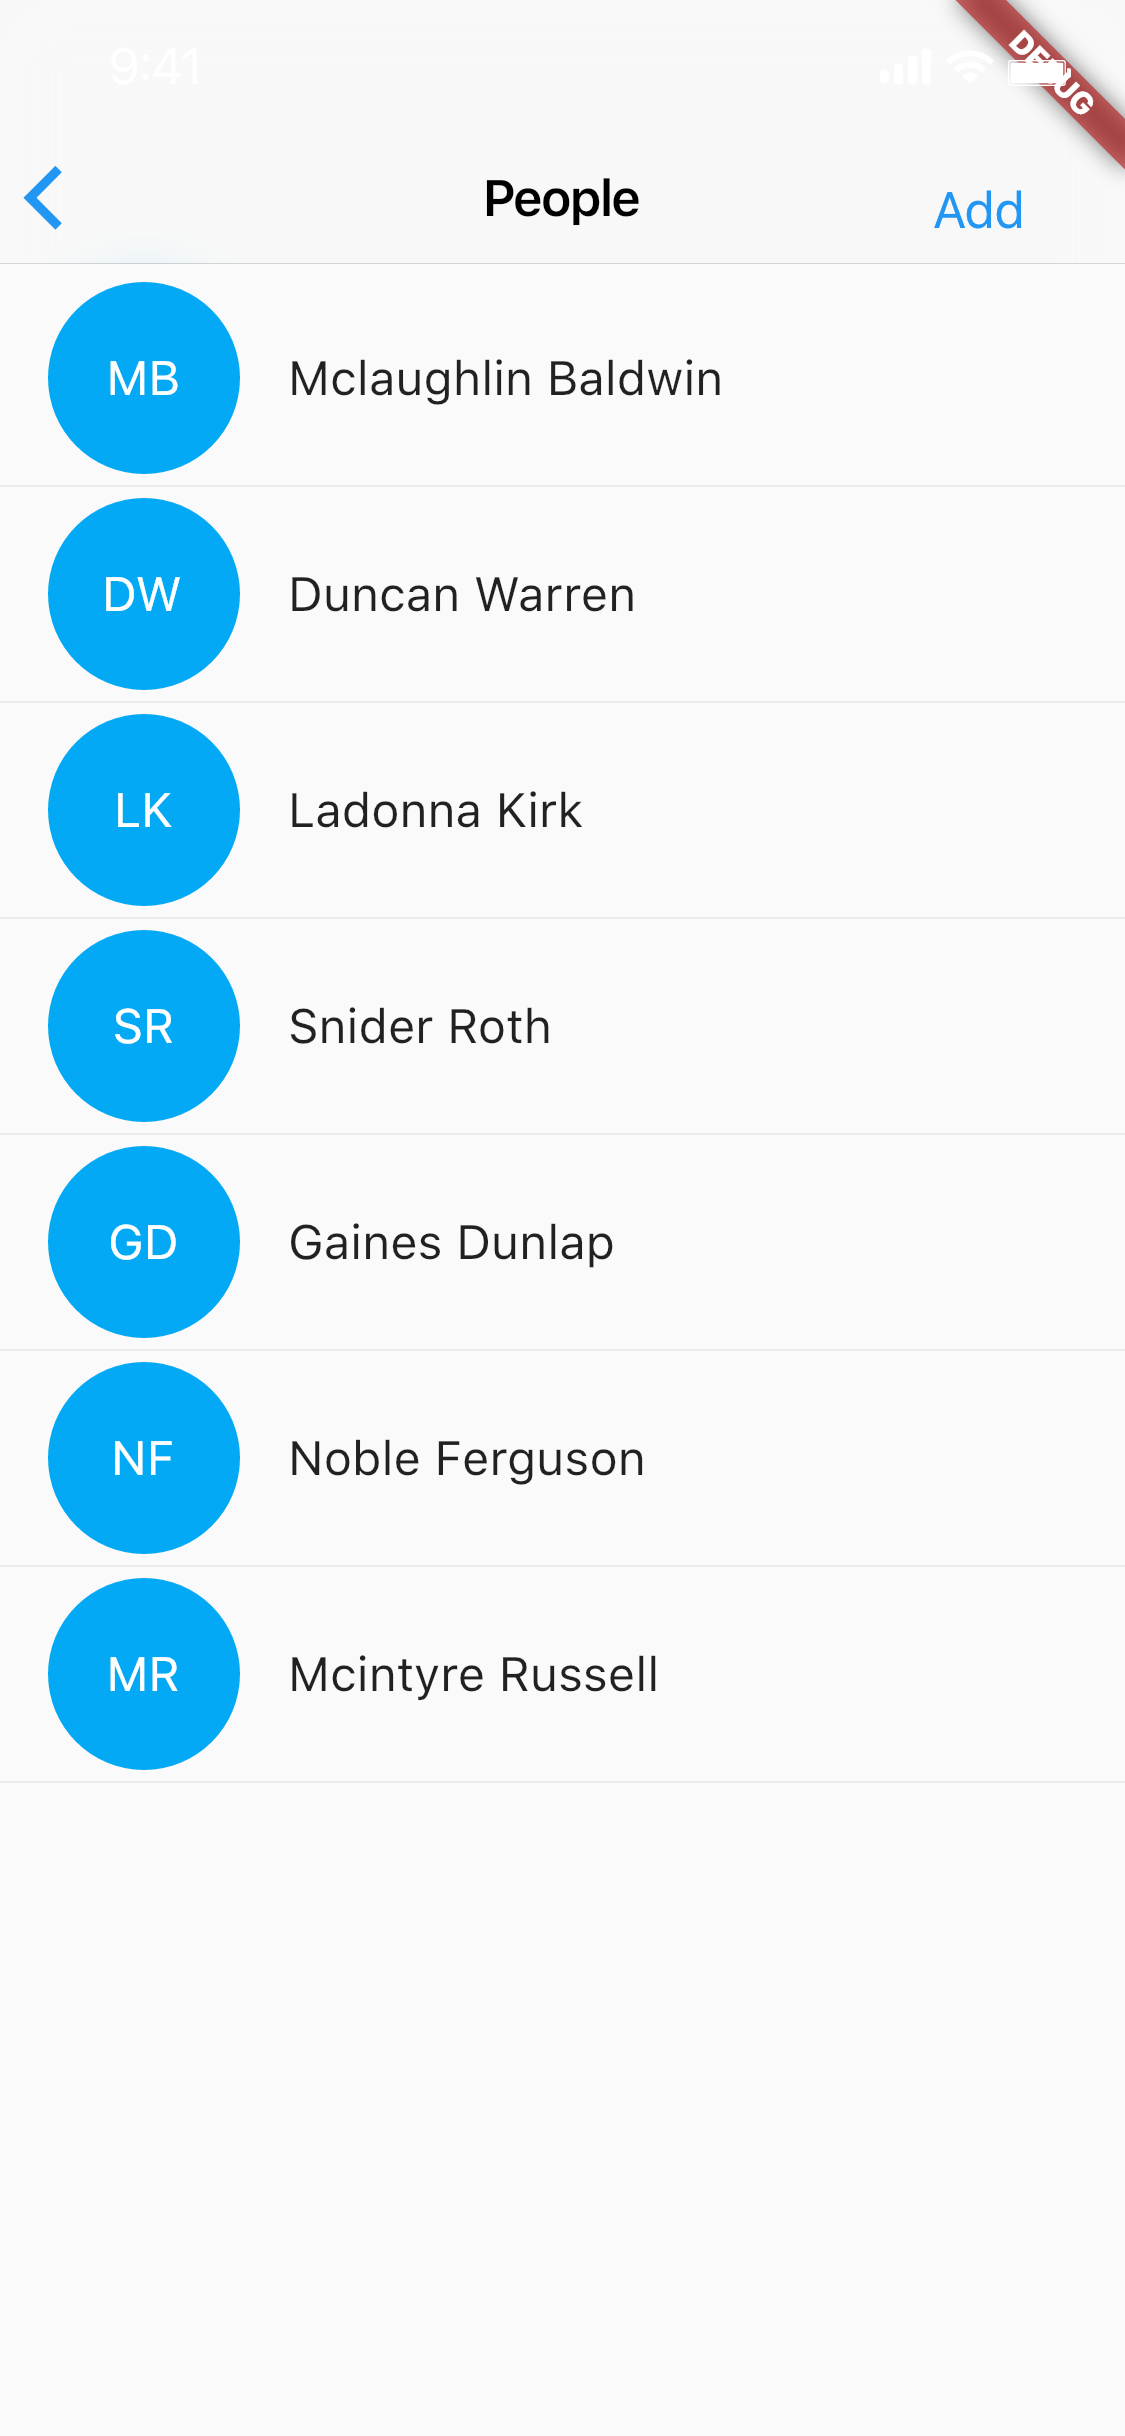 9:41
DEBUG
People
Add
MB
Mclaughlin Baldwin
DW
Duncan Warren
LK
Ladonna Kirk
SR
Snider Roth
GD
Gaines Dunlap
NF
Noble Ferguson
MR
Mcintyre Russell